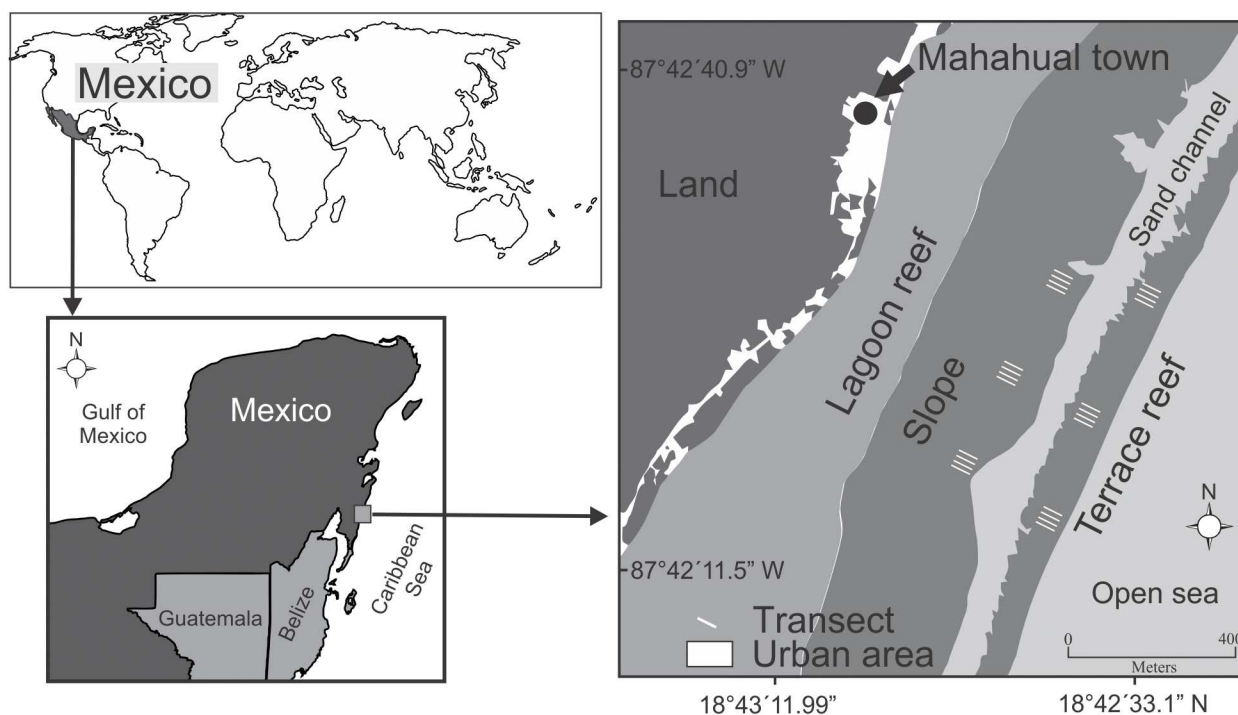 Mexico
N
Gulf of
Mexico
Mexico
Caribbean
Sea
Guatemala
Belize
87°42´40.9” W
Mahahual town
Land
Sand channel
Lagoon reef
Slope
Terrace reef
N
87°42´11.5” W
Open sea
Transect
Urban area
0
400
Meters
18°43´11.99”
18°42´33.1” N